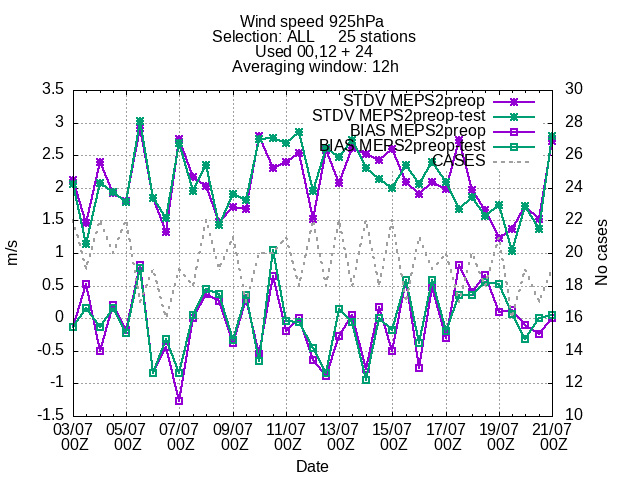 Wind speed 925hPa
Selection: ALL 25 stations
Used 00,12 + 24
Averaging window: 12h
STDV MEPS2preop
STDV MEPS2preop-test
BIAS MEPS2preop
BIAS MEPS2preop-test
CASES
3.5
3
2.5
2
1.5
1
0.5
0
-0.5
-1
-1.5
m/s
30
28
26
24
22
20
18
16
14
12
10
No cases
03/07 05/07 07/07 09/07 11/07 13/07 15/07 17/07 19/07 21/07
00Z 00Z 00Z 00Z 00Z 00Z 00Z 00Z 00Z 00Z
Date